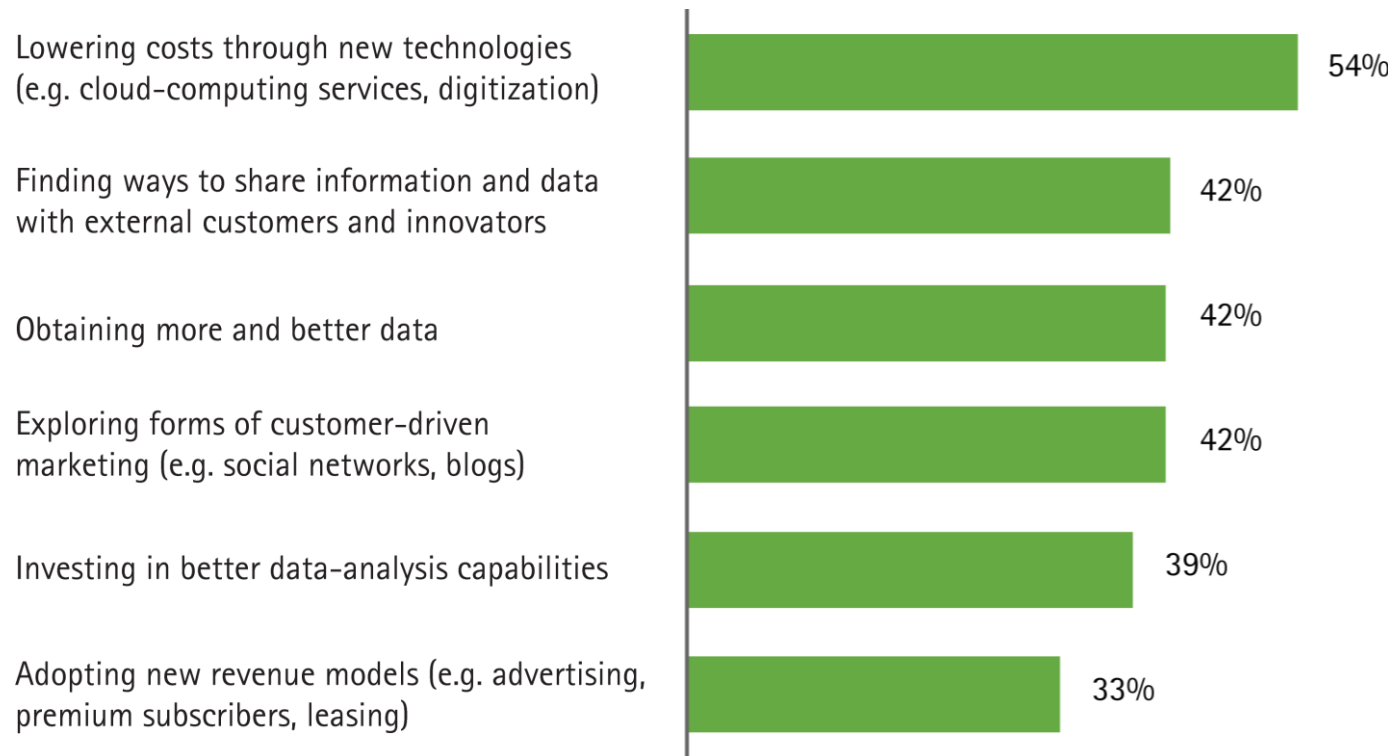 Lowering costs through new technologies
(e.g. cloud-computing services, digitization)
54%
Finding ways to share information and data
with external customers and innovators
42%
Obtaining more and better data
42%
Exploring forms of customer-driven
marketing (e.g. social networks, blogs)
42%
Investing in better data-analysis capabilities
39%
Adopting new revenue models (e.g. advertising,
premium subscribers, leasing)
33%